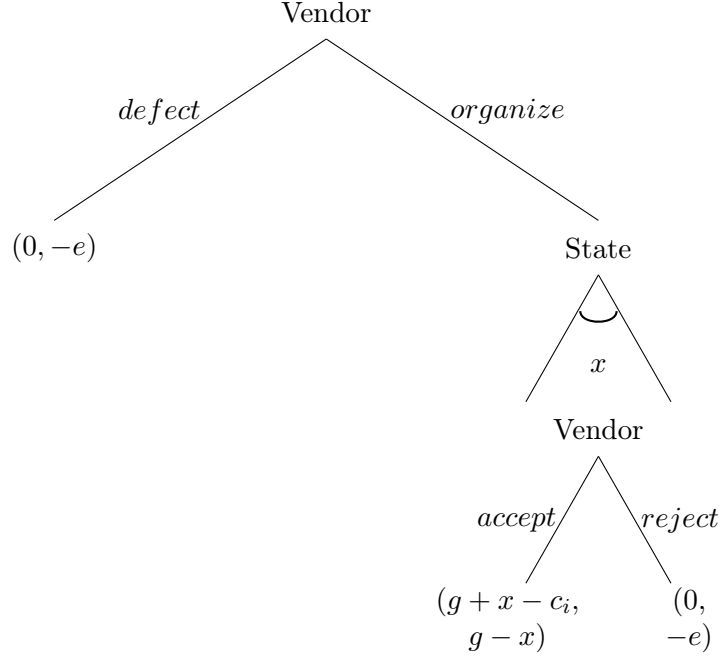 Vendor
defect
organize
(0, −e)
State
x
Vendor
accept
reject
(g + x − c_i,
g − x)
(0,
−e)